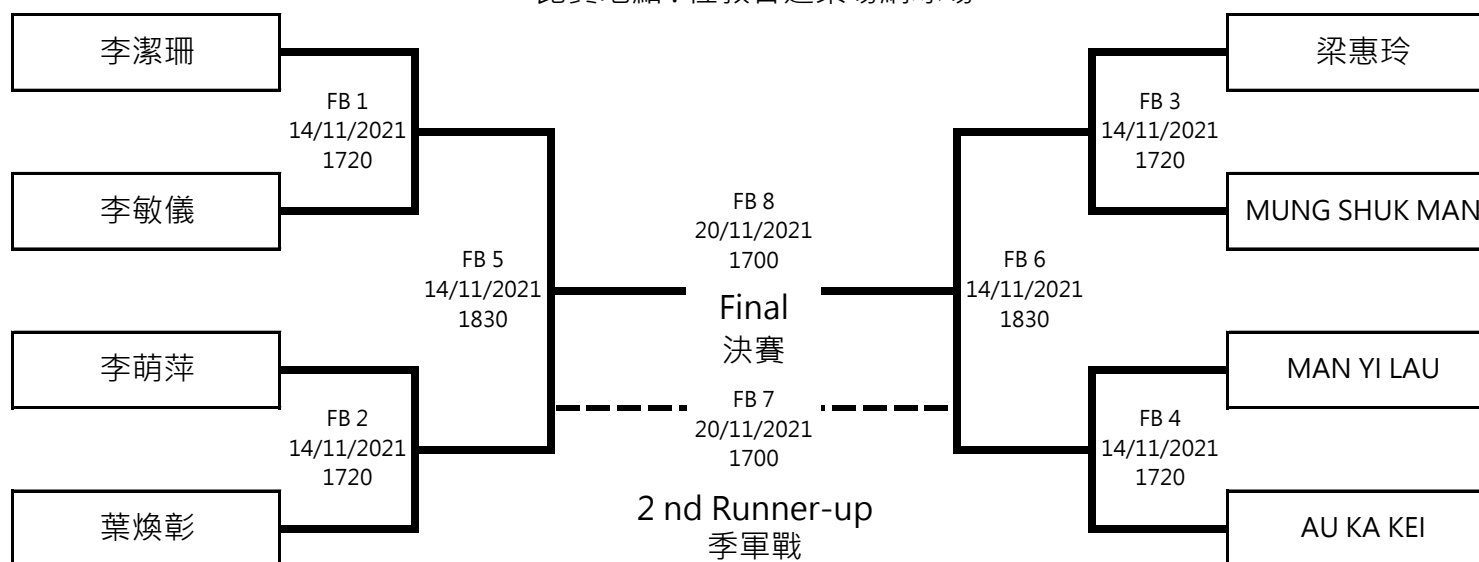 李潔珊
FB 1
14/11/2021
1720
李敏儀
FB 5
14/11/2021
1830
李萌萍
FB 2
14/11/2021
1720
葉煥彰
FB 8
20/11/2021
1700
Final
決賽
FB 7
20/11/2021
1700
2 nd Runner-up
季軍戰
梁惠玲
FB 3
14/11/2021
1720
MUNG SHUK MAN
FB 6
14/11/2021
1830
MAN YI LAU
FB 4
14/11/2021
1720
AU KA KEI